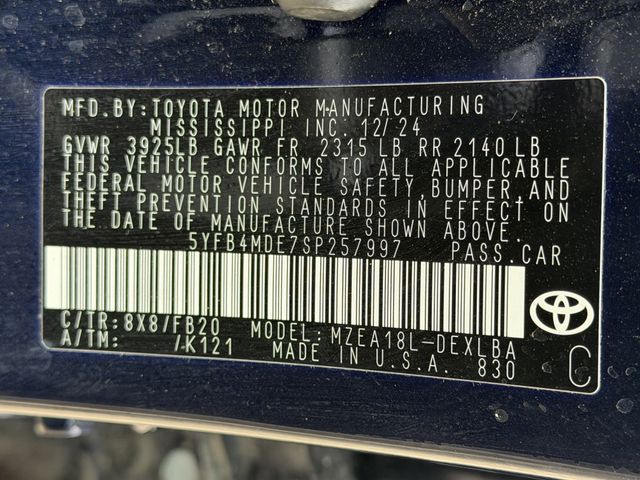 MFD.BY:TOYOTA MOTOR MANUFACTURING
MISSISSIPPI INC. 12/24
GVWR 3925LB GAWR FR 2315 LB RR 2140 LB
THIS VEHICLE CONFORMS TO ALL APPLICABLE
FEDERAL MOTOR VEHICLE SAFETY, BUMPER, AND
THEFT PREVENTION STANDARDS IN EFFECT ON
THE DATE OF MANUFACTURE SHOWN ABOVE.
5YFB4MDE7SP257997 PASS.CAR
C/TR: 8X8/FB20 MODEL: MZEA18L-DEXLBA
A/TM: /K121 MADE IN U.S.A. 830
C